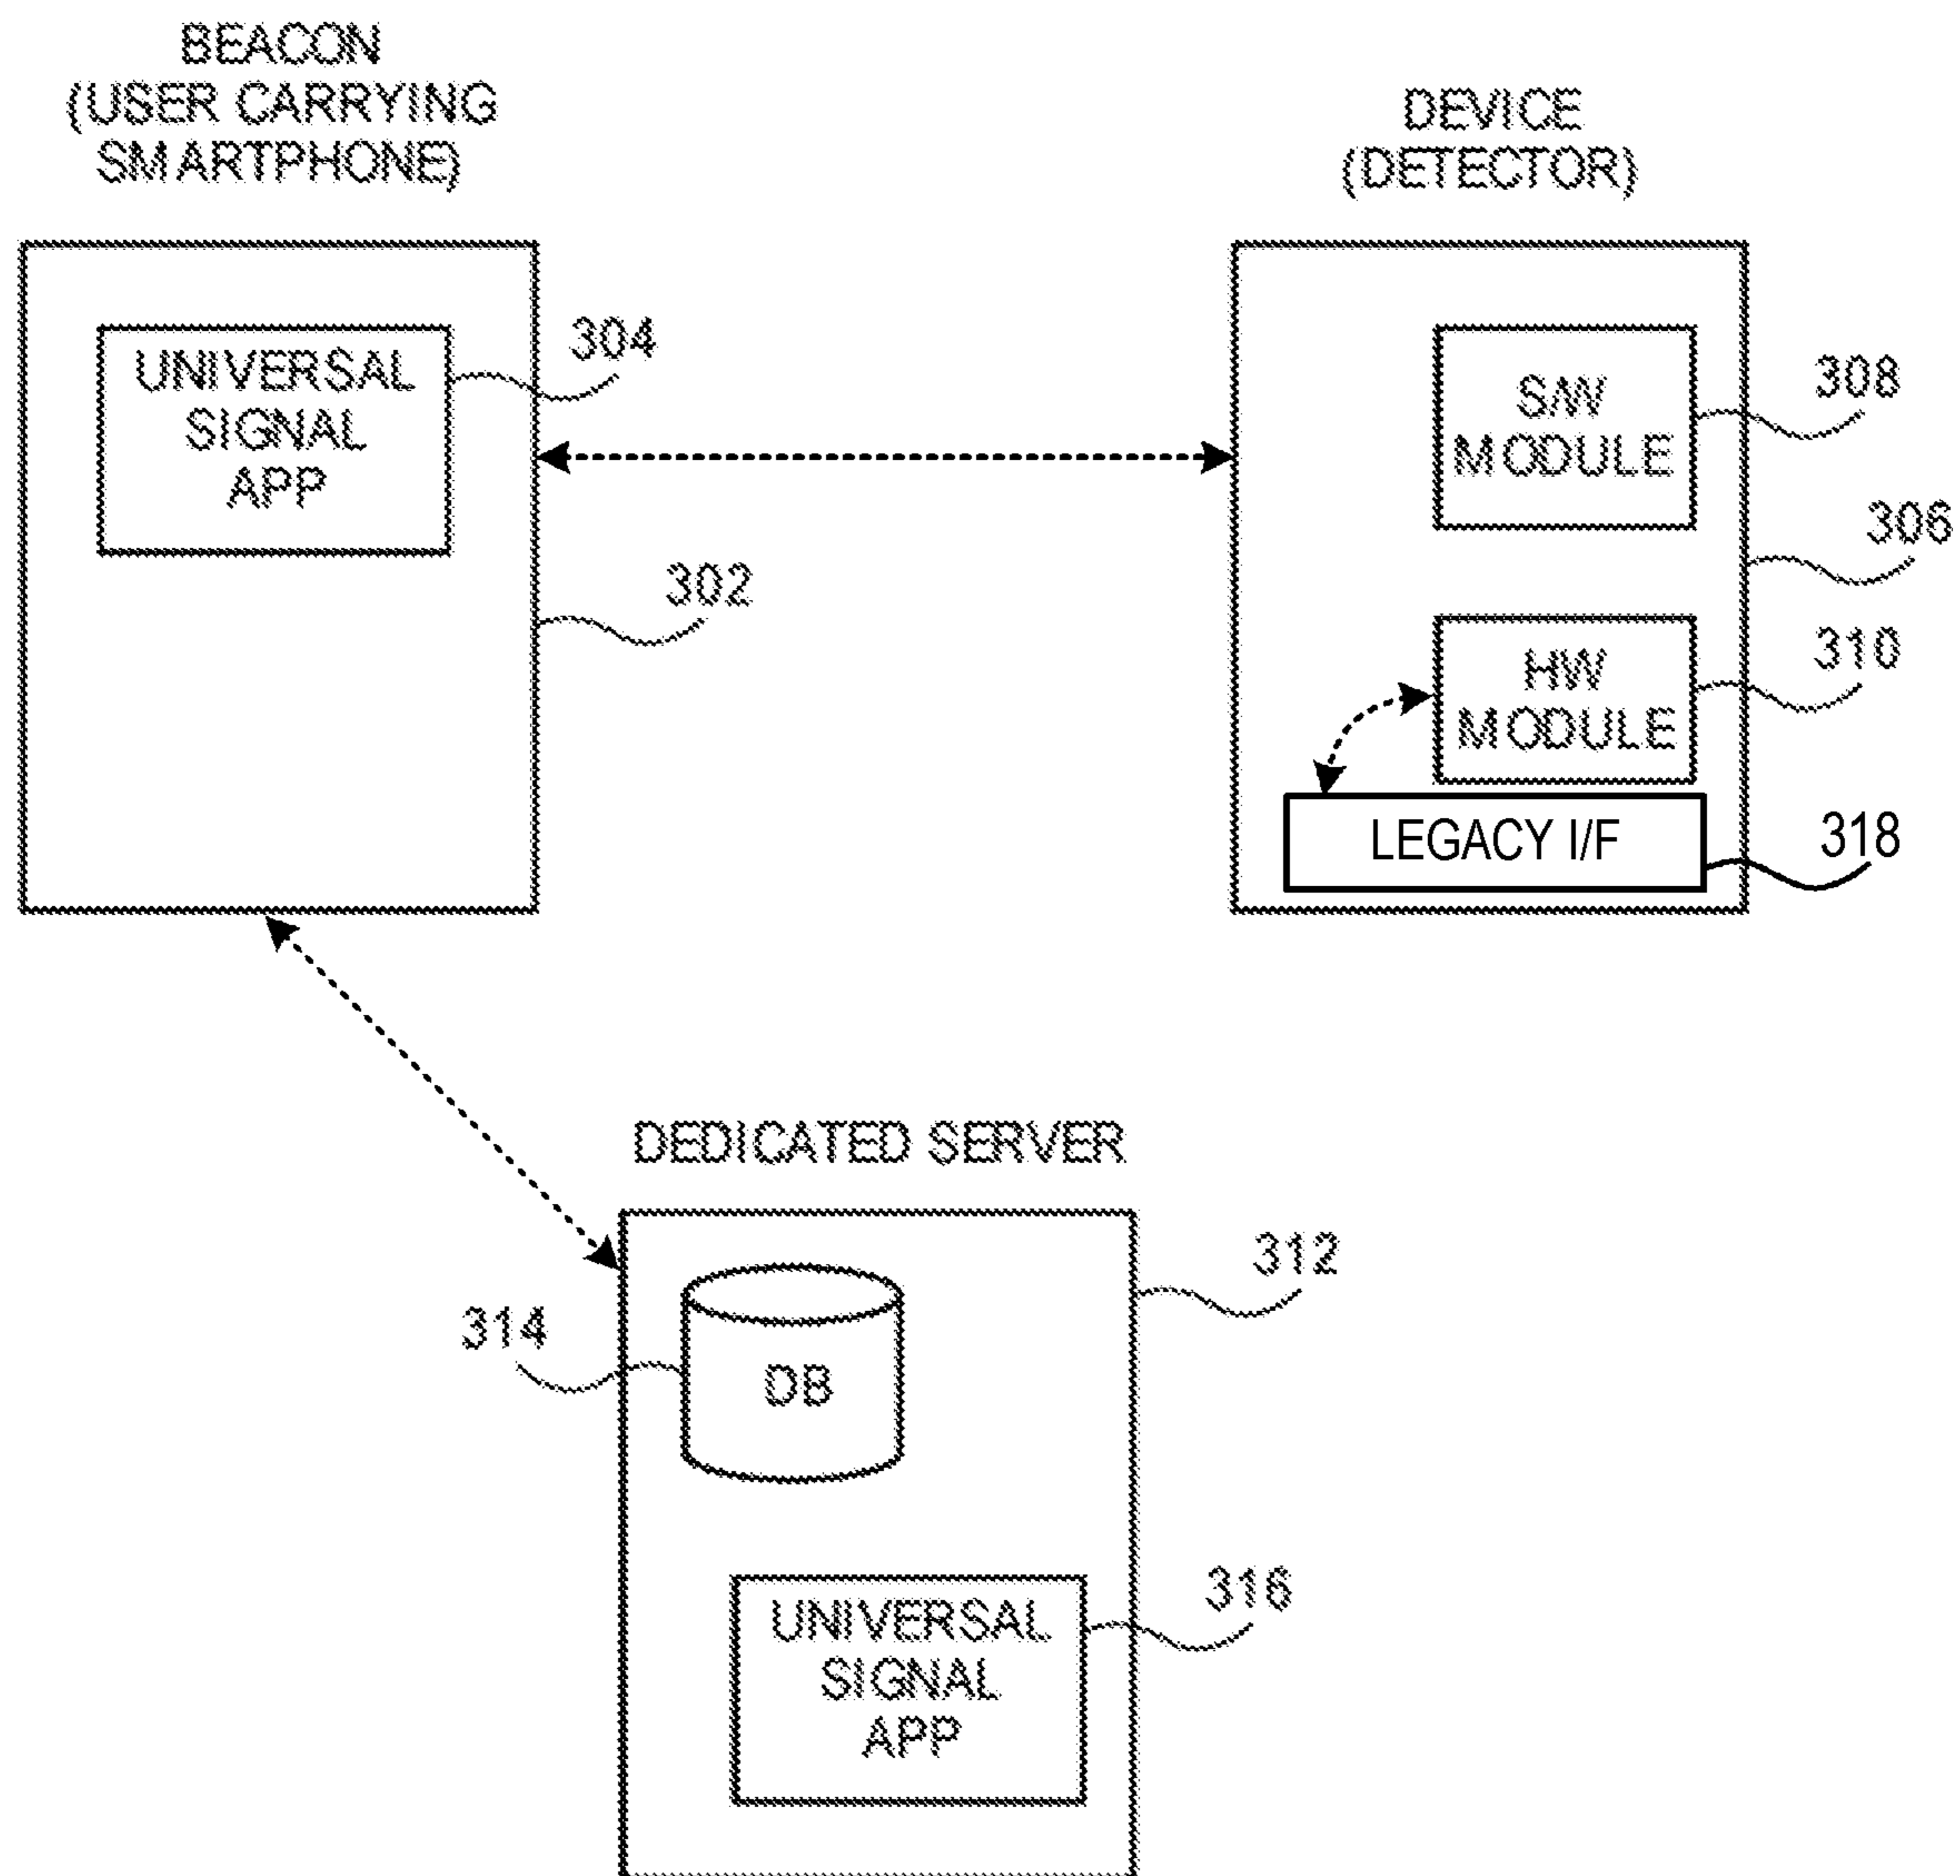 BEACON
(USER CARRYING
SMARTPHONE)
DEVICE
(DETECTOR)
UNIVERSAL
SIGNAL
APP
304
302
S/W
MODULE
308
306
HW
MODULE
310
LEGACY I/F
318
DEDICATED SERVER
312
314
DB
UNIVERSAL
SIGNAL
APP
316